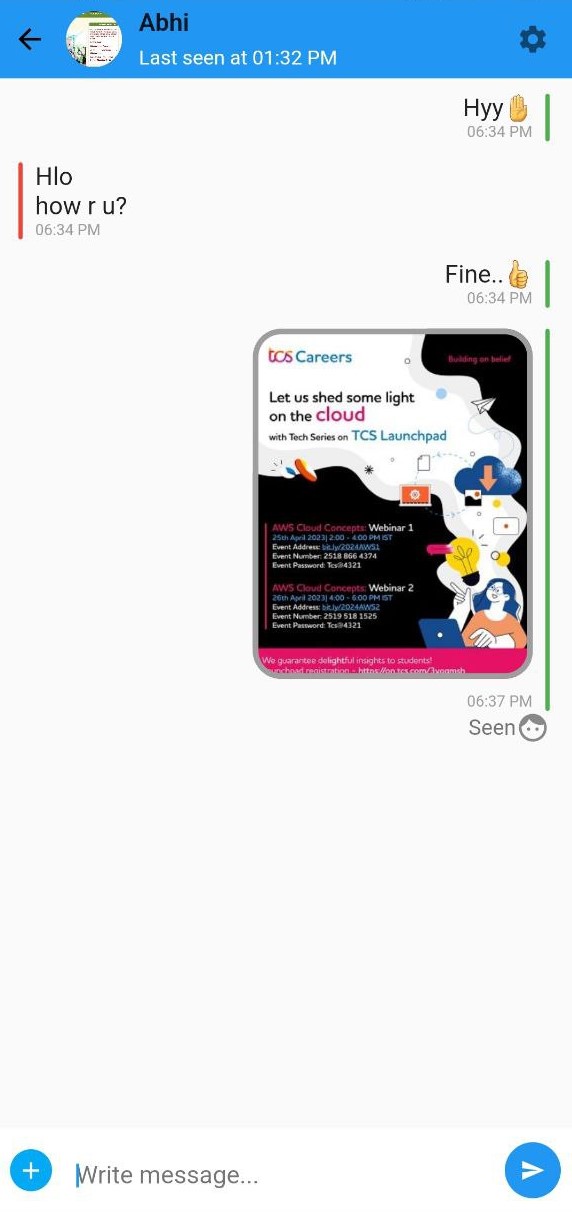 Abhi
Last seen at 01:32 PM
Hyy
06:34 PM
Hlo
how r u?
06:34 PM
Fine..
06:34 PM
tcs Careers
Building on belief
Let us shed some light
on the cloud
with Tech Series on TCS Launchpad
AWS Cloud Concepts: Webinar 1
25th April 2023| 2:00 - 4:00 PM IST
Event Address: bit.ly/2024AWS1
Event Number: 2518 866 4374
Event Password: Tcs@4321
AWS Cloud Concepts: Webinar 2
26th April 2023| 4:00 - 6:00 PM IST
Event Address: bit.ly/2024AWS2
Event Number: 2519 518 1525
Event Password: Tcs@4321
We guarantee delightful insights to students!
registration - https://on.tcs.com/
06:37 PM
Seen
Write message...